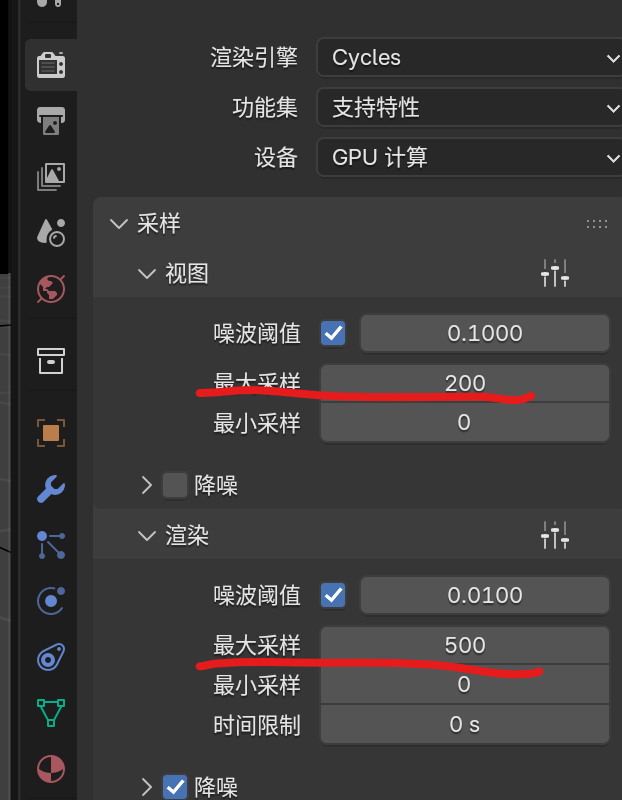 渲染引擎 Cycles
功能集 支持特性
设备 GPU 计算
采样
视图
噪波阈值 0.1000
最大采样 200
最小采样 0
降噪
渲染
噪波阈值 0.0100
最大采样 500
最小采样 0
时间限制 0 s
降噪